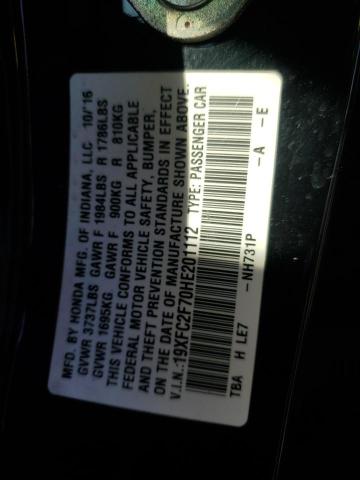 MFD. BY HONDA MFG. OF INDIANA, LLC 10/16
GVWR 3737LBS GAWR F 1984LBS R 1786LBS
GVWR 1695KG GAWR F 900KG R 810KG
THIS VEHICLE CONFORMS TO ALL APPLICABLE
FEDERAL MOTOR VEHICLE SAFETY, BUMPER,
AND THEFT PREVENTION STANDARDS IN EFFECT
ON THE DATE OF MANUFACTURE SHOWN ABOVE.
V.I.N.:19XFC2F70HE201112 TYPE: PASSENGER CAR
-NH731P -A -E
TBA H LE7